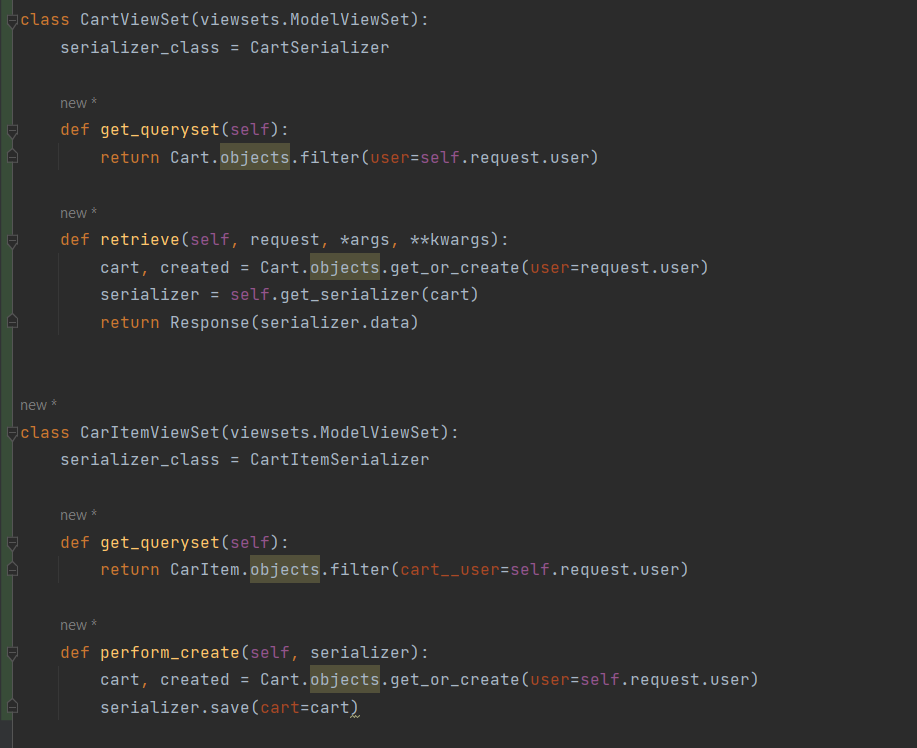 class CartViewSet(viewsets.ModelViewSet):
    serializer_class = CartSerializer
    new *
    def get_queryset(self):
        return Cart.objects.filter(user=self.request.user)
    new *
    def retrieve(self, request, *args, **kwargs):
        cart, created = Cart.objects.get_or_create(user=request.user)
        serializer = self.get_serializer(cart)
        return Response(serializer.data)
new *
class CarItemViewSet(viewsets.ModelViewSet):
    serializer_class = CartItemSerializer
    new *
    def get_queryset(self):
        return CarItem.objects.filter(cart__user=self.request.user)
    new *
    def perform_create(self, serializer):
        cart, created = Cart.objects.get_or_create(user=self.request.user)
        serializer.save(cart=cart)